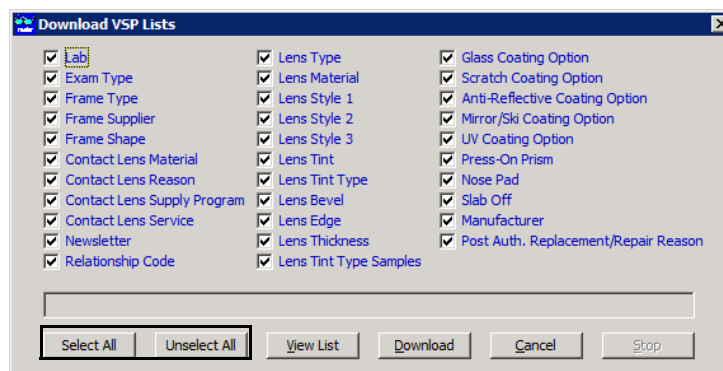 Download VSP Lists
Lab
Exam Type
Frame Type
Frame Supplier
Frame Shape
Contact Lens Material
Contact Lens Reason
Contact Lens Supply Program
Contact Lens Service
Newsletter
Relationship Code
Lens Type
Lens Material
Lens Style 1
Lens Style 2
Lens Style 3
Lens Tint
Lens Tint Type
Lens Bevel
Lens Edge
Lens Thickness
Lens Tint Type Samples
Glass Coating Option
Scratch Coating Option
Anti-Reflective Coating Option
Mirror/Ski Coating Option
UV Coating Option
Press-On Prism
Nose Pad
Slab Off
Manufacturer
Post Auth. Replacement/Repair Reason
Select All Unselect All View List Download Cancel Stop